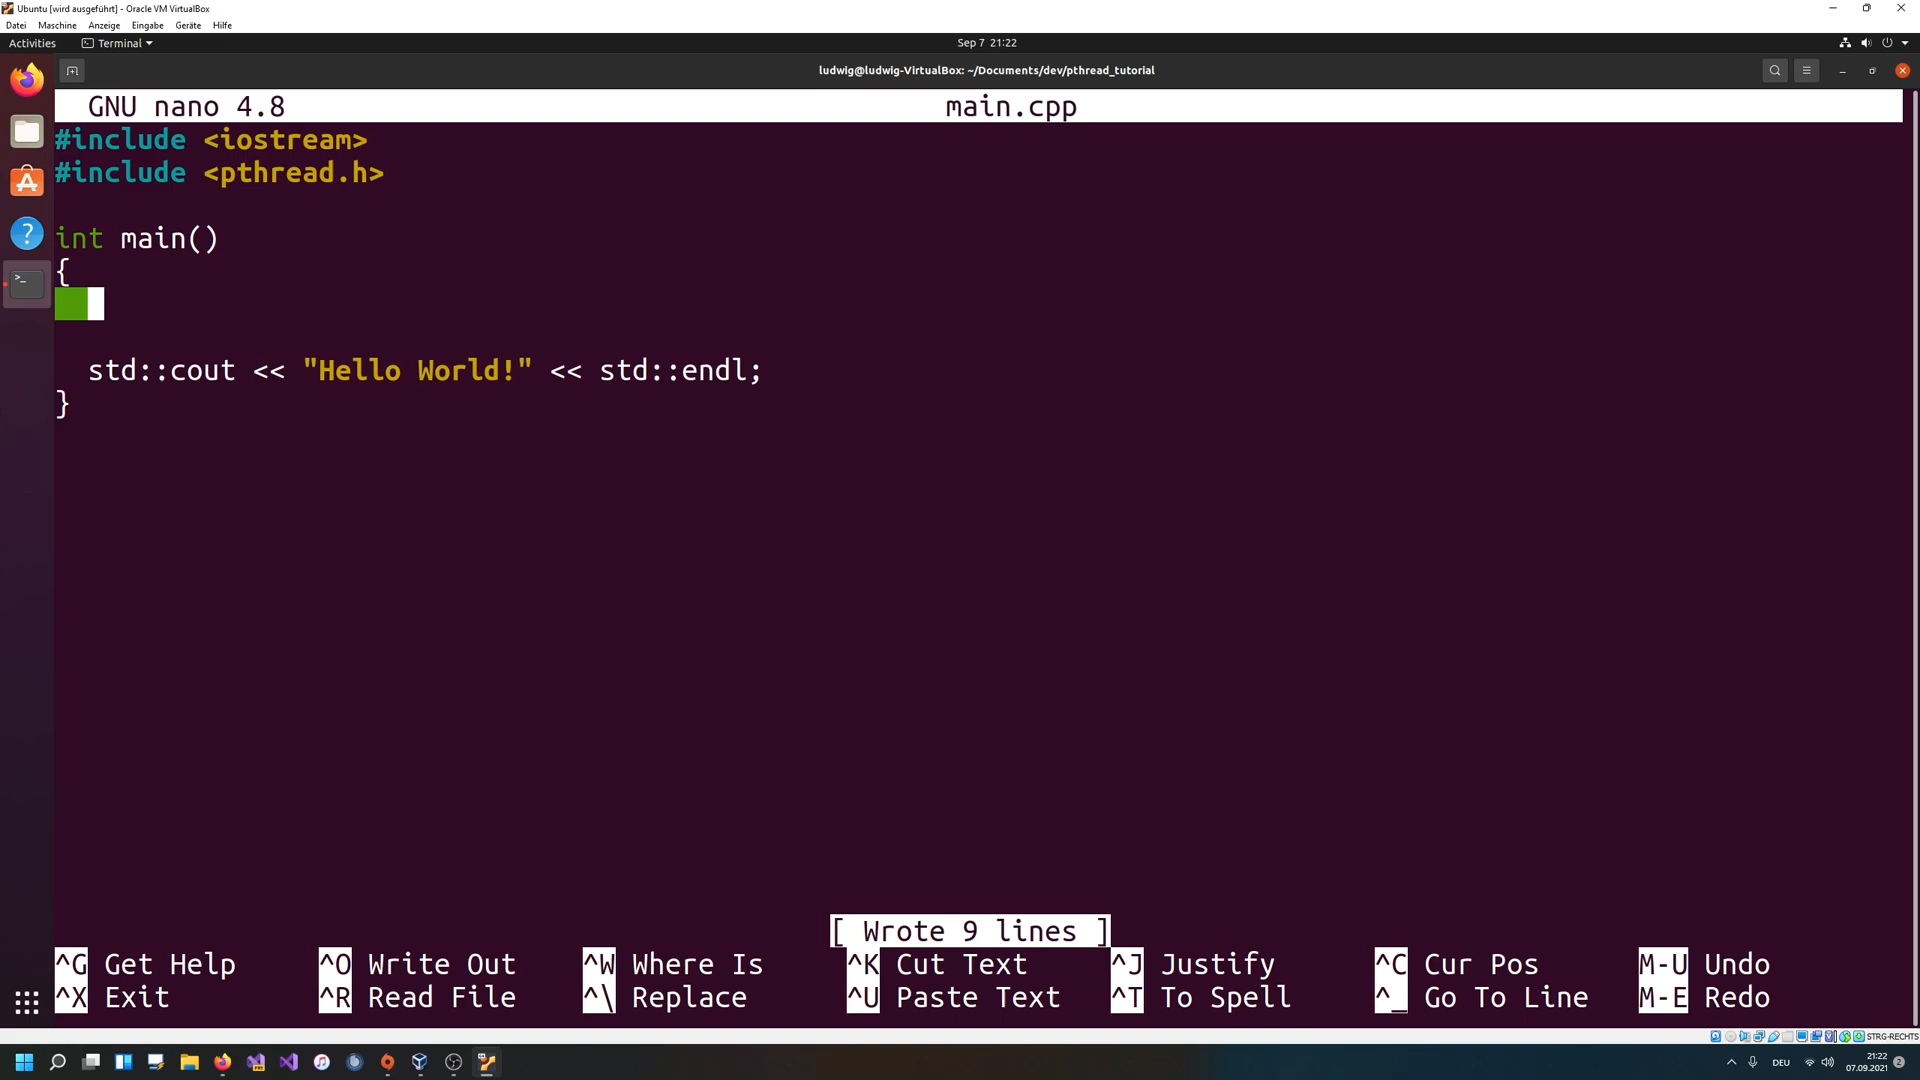 Ubuntu [wird ausgeführt] - Oracle VM VirtualBox
Datei Maschine Anzeige Eingabe Geräte Hilfe
Activities Terminal Sep 7 21:22
ludwig@ludwig-VirtualBox: ~/Documents/dev/pthread_tutorial
GNU nano 4.8 main.cpp
#include <iostream>
#include <pthread.h>
int main()
{
std::cout << "Hello World!" << std::endl;
}
[ Wrote 9 lines ]
^G Get Help ^O Write Out ^W Where Is ^K Cut Text ^J Justify ^C Cur Pos M-U Undo
^X Exit ^R Read File ^\ Replace ^U Paste Text ^T To Spell ^_ Go To Line M-E Redo
STRG-RECHTS
DEU 21:22
07.09.2021 2